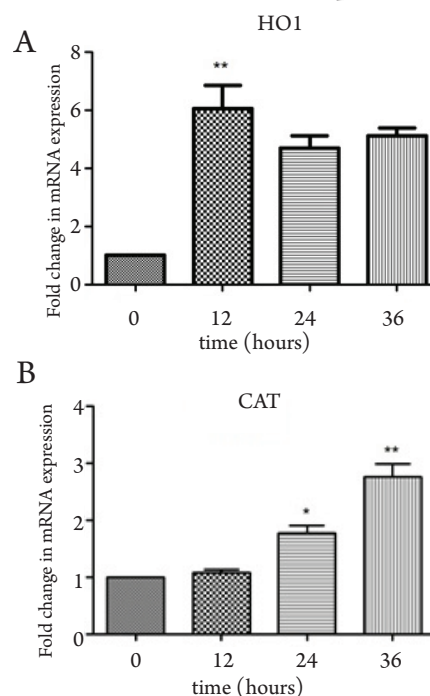 A
HO1
Fold change in mRNA expression
8
6
4
2
0
**
0 12 24 36
time (hours)
B
CAT
Fold change in mRNA expression
4
3
2
1
0
*
**
0 12 24 36
time (hours)